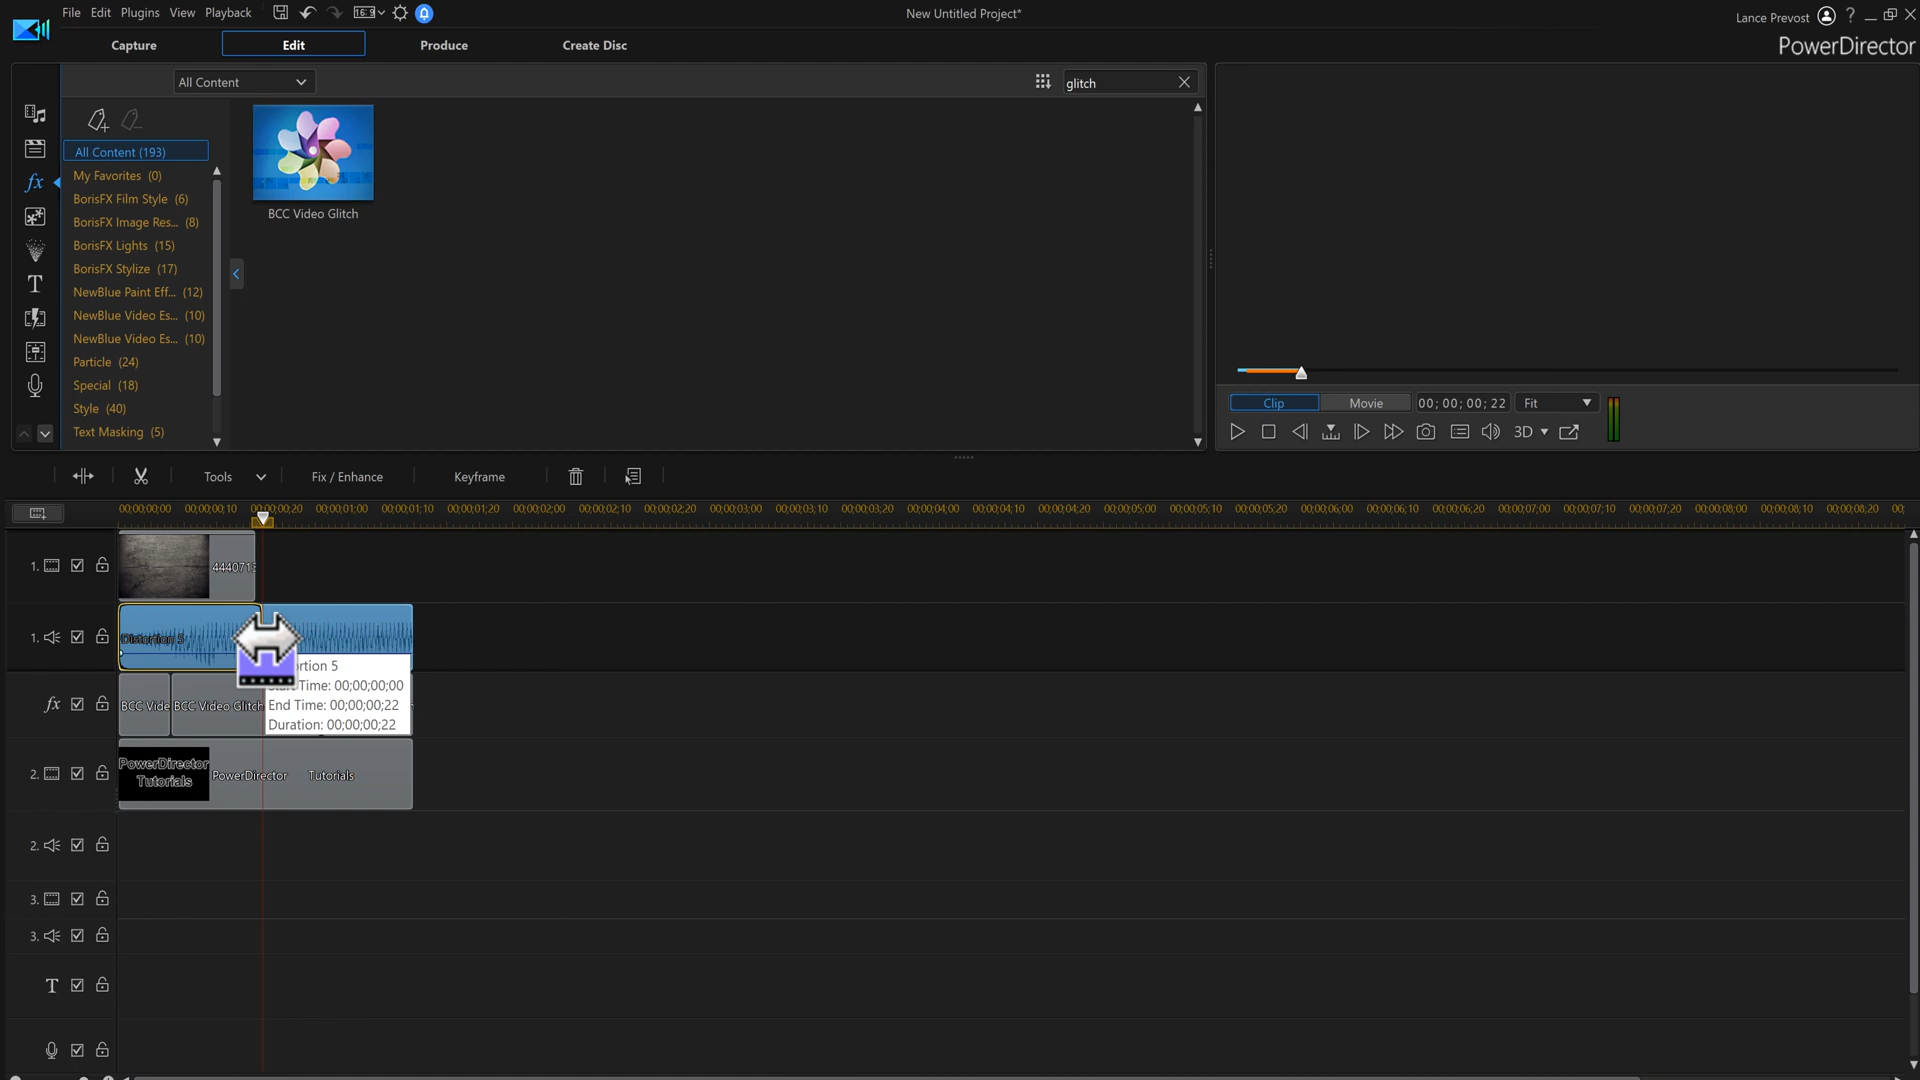 File Edit Plugins View Playback
16:9
New Untitled Project*
Lance Prevost
?
Capture Edit Produce Create Disc
PowerDirector
All Content
glitch
All Content (193)
My Favorites (0)
BorisFX Film Style (6)
BorisFX Image Res... (8)
BorisFX Lights (15)
BorisFX Stylize (17)
NewBlue Paint Eff... (12)
NewBlue Video Es... (10)
NewBlue Video Es... (10)
Particle (24)
Special (18)
Style (40)
Text Masking (5)
fx
T
BCC Video Glitch
Clip Movie 00; 00; 00; 22 Fit
3D
Tools Fix / Enhance Keyframe
00;00;00;00 00;00;00;10 00;00;00;20 00;00;01;00 00;00;01;10 00;00;01;20 00;00;02;00 00;00;02;10 00;00;02;20 00;00;03;00 00;00;03;10 00;00;03;20 00;00;04;00 00;00;04;10 00;00;04;20 00;00;05;00 00;00;05;10 00;00;05;20 00;00;06;00 00;00;06;10 00;00;06;20 00;00;07;00 00;00;07;10 00;00;07;20 00;00;08;00 00;00;08;10 00;00;08;20 00;
1. 444071
1. Distortion 5
ortion 5
Start Time: 00;00;00;00
End Time: 00;00;00;22
Duration: 00;00;00;22
fx BCC Vide BCC Video Glitch
2. PowerDirector Tutorials PowerDirector Tutorials
2.
3.
3.
T